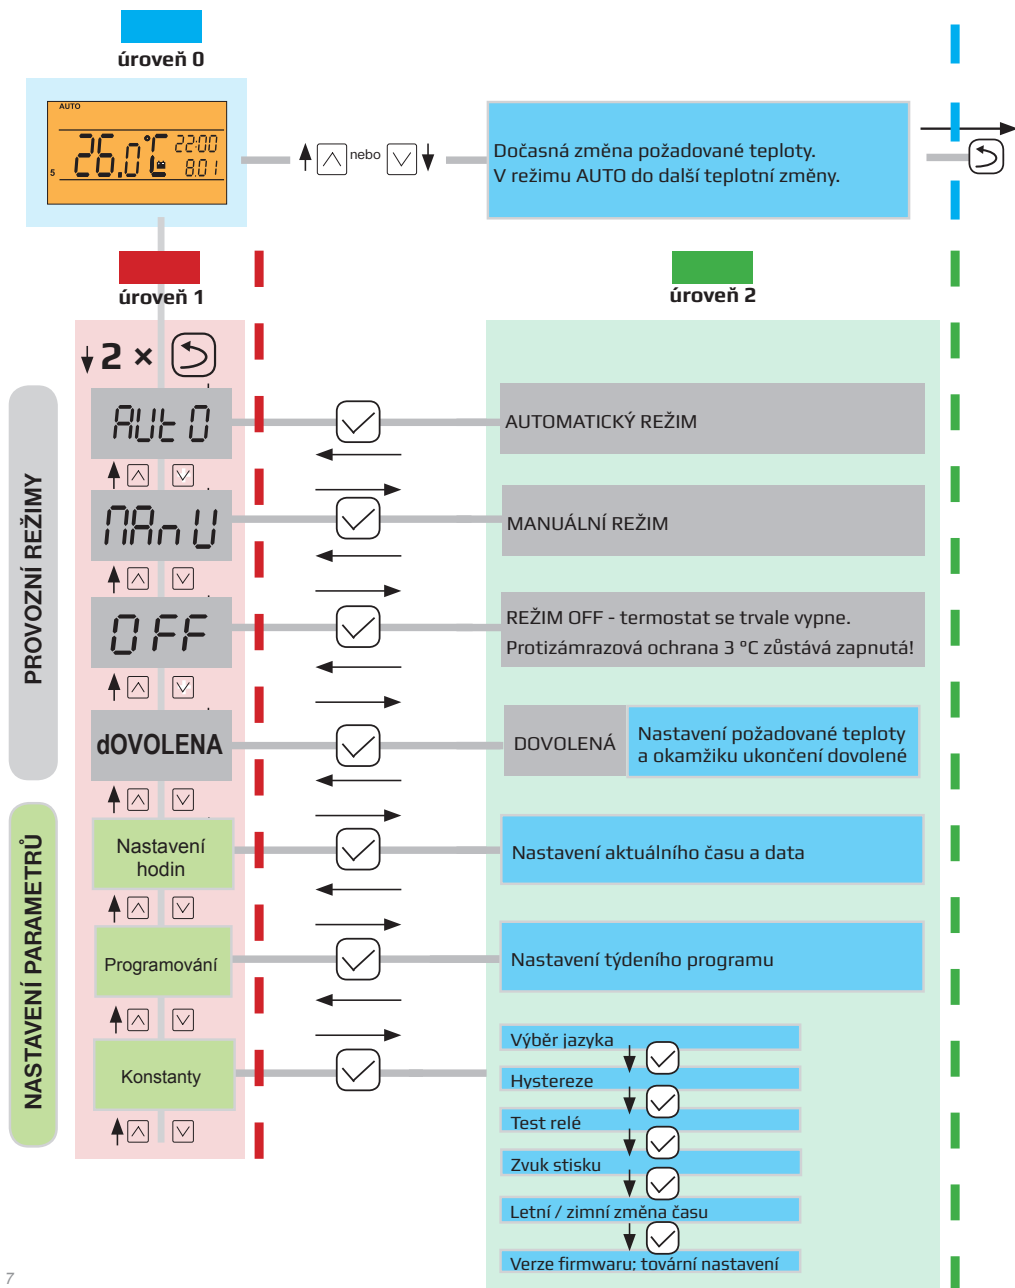 úroveň 0
AUTO
26.0°C
22:00
8.01
5
nebo
Dočasná změna požadované teploty.
V režimu AUTO do další teplotní změny.
úroveň 1
úroveň 2
2 ×
PROVOZNÍ REŽIMY
AUtO
AUTOMATICKÝ REŽIM
MAnU
MANUÁLNÍ REŽIM
OFF
REŽIM OFF - termostat se trvale vypne.
Protizámrazová ochrana 3 °C zůstává zapnutá!
dOVOLENA
DOVOLENÁ
Nastavení požadované teploty
a okamžiku ukončení dovolené
NASTAVENÍ PARAMETRŮ
Nastavení
hodin
Nastavení aktuálního času a data
Programování
Nastavení týdeního programu
Konstanty
Výběr jazyka
Hystereze
Test relé
Zvuk stisku
Letní / zimní změna času
Verze firmwaru; tovární nastavení
7